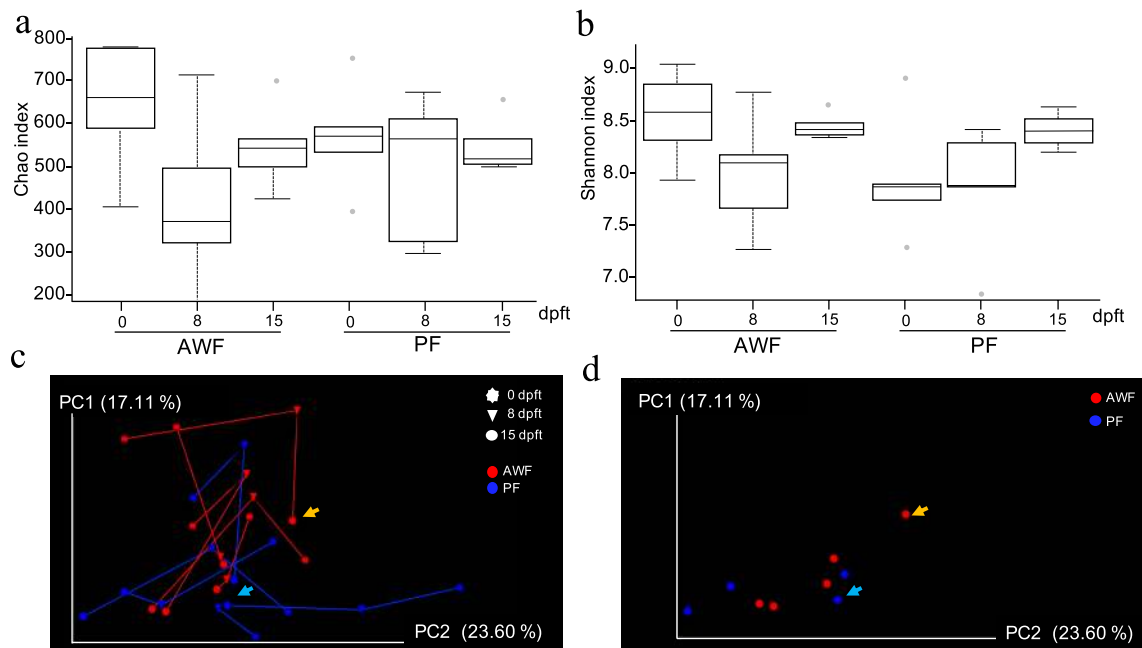 a
800
700
600
500
400
300
200
Chao index
0
8
15
0
8
15
dpft
AWF
PF
b
9.0
8.5
8.0
7.5
7.0
Shannon index
0
8
15
0
8
15
dpft
AWF
PF
c
PC1 (17.11 %)
0 dpft
8 dpft
15 dpft
AWF
PF
PC2 (23.60 %)
d
PC1 (17.11 %)
AWF
PF
PC2 (23.60 %)